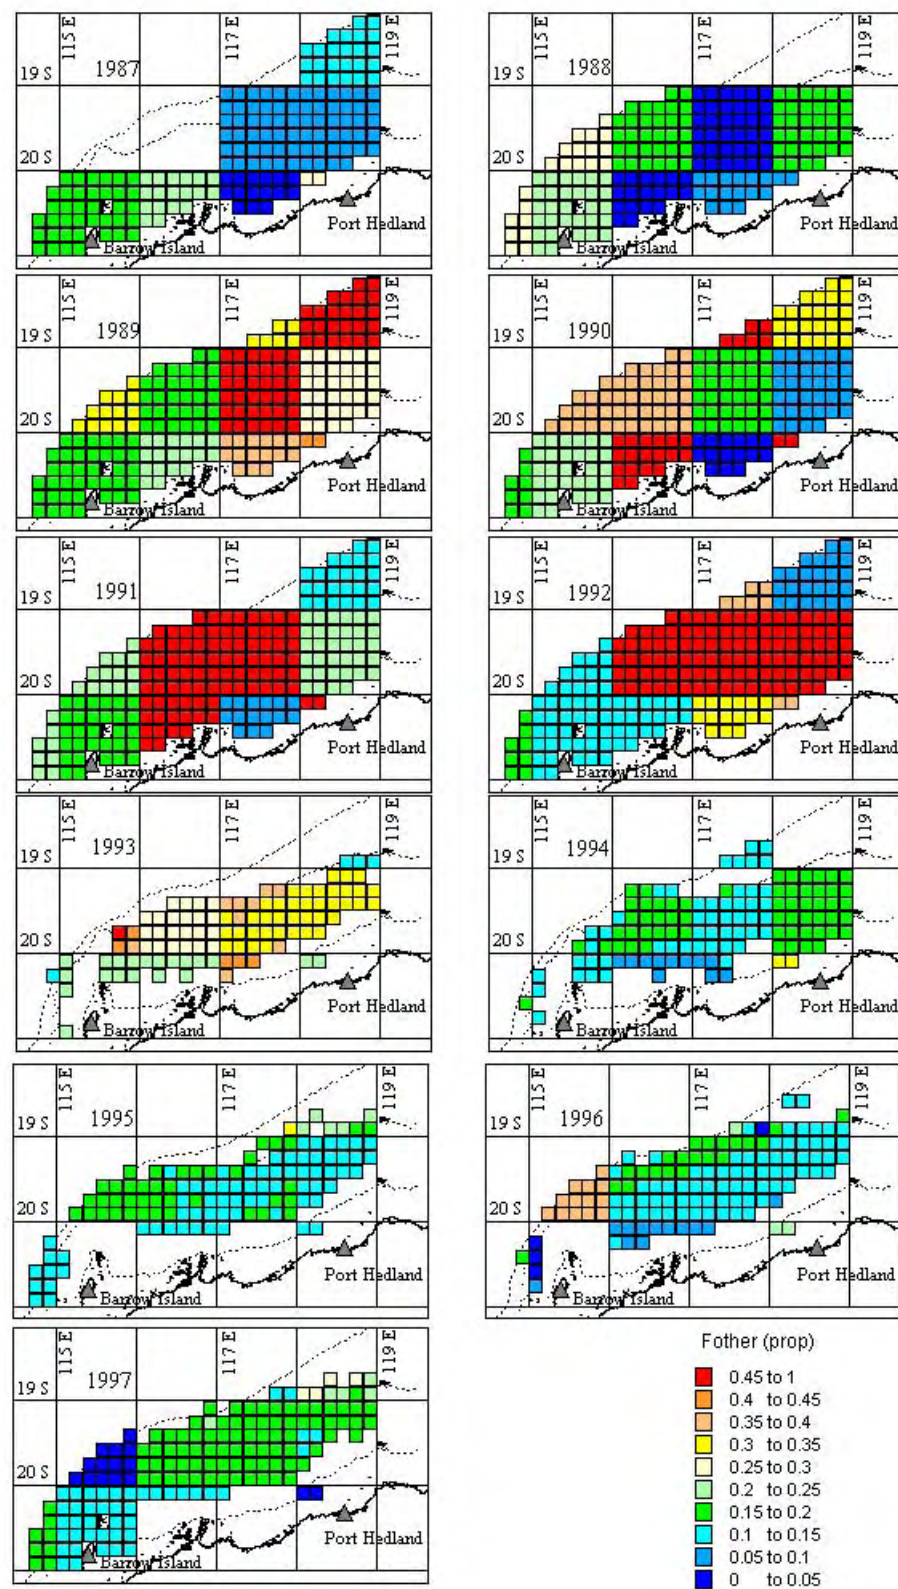 115 E
117 E
119 E
19 S
1987
20 S
Barrow Island
Port Hedland
115 E
117 E
119 E
19 S
1988
20 S
Barrow Island
Port Hedland
115 E
117 E
119 E
19 S
1989
20 S
Barrow Island
Port Hedland
115 E
117 E
119 E
19 S
1990
20 S
Barrow Island
Port Hedland
115 E
117 E
119 E
19 S
1991
20 S
Barrow Island
Port Hedland
115 E
117 E
119 E
19 S
1992
20 S
Barrow Island
Port Hedland
115 E
117 E
119 E
19 S
1993
20 S
Barrow Island
Port Hedland
115 E
117 E
119 E
19 S
1994
20 S
Barrow Island
Port Hedland
115 E
117 E
119 E
19 S
1995
20 S
Barrow Island
Port Hedland
115 E
117 E
119 E
19 S
1996
20 S
Barrow Island
Port Hedland
115 E
117 E
119 E
19 S
1997
20 S
Barrow Island
Port Hedland
Fother (prop)
0.45 to 1
0.4 to 0.45
0.35 to 0.4
0.3 to 0.35
0.25 to 0.3
0.2 to 0.25
0.15 to 0.2
0.1 to 0.15
0.05 to 0.1
0 to 0.05